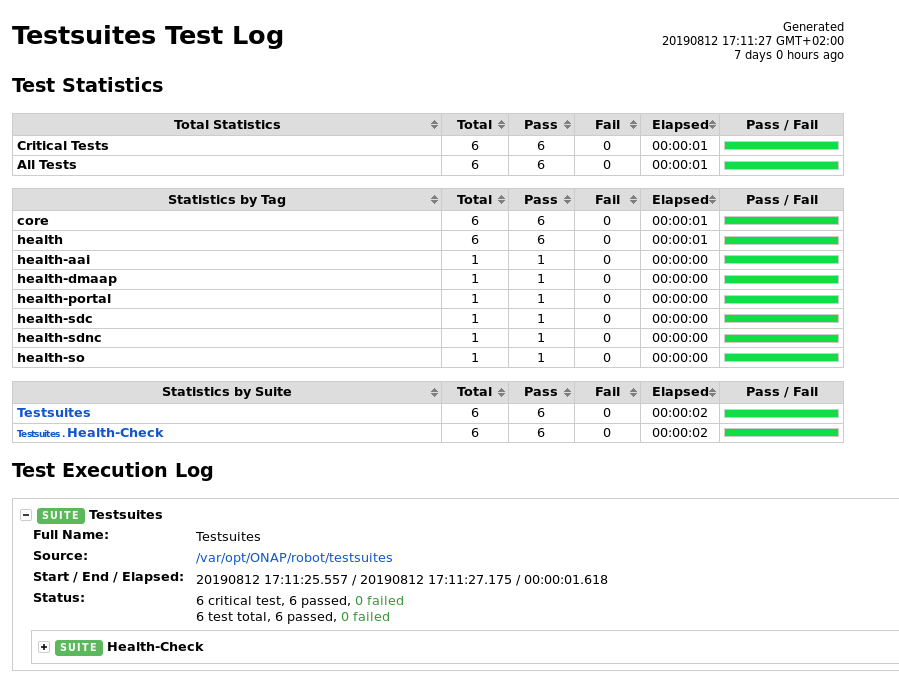 Testsuites Test Log
Generated
20190812 17:11:27 GMT+02:00
7 days 0 hours ago
Test Statistics
Total Statistics Total Pass Fail Elapsed Pass / Fail
Critical Tests 6 6 0 00:00:01
All Tests 6 6 0 00:00:01
Statistics by Tag Total Pass Fail Elapsed Pass / Fail
core 6 6 0 00:00:01
health 6 6 0 00:00:01
health-aai 1 1 0 00:00:00
health-dmaap 1 1 0 00:00:00
health-portal 1 1 0 00:00:00
health-sdc 1 1 0 00:00:00
health-sdnc 1 1 0 00:00:00
health-so 1 1 0 00:00:00
Statistics by Suite Total Pass Fail Elapsed Pass / Fail
Testsuites 6 6 0 00:00:02
Testsuites . Health-Check 6 6 0 00:00:02
Test Execution Log
SUITE Testsuites
Full Name: Testsuites
Source: /var/opt/ONAP/robot/testsuites
Start / End / Elapsed: 20190812 17:11:25.557 / 20190812 17:11:27.175 / 00:00:01.618
Status: 6 critical test, 6 passed, 0 failed
6 test total, 6 passed, 0 failed
SUITE Health-Check